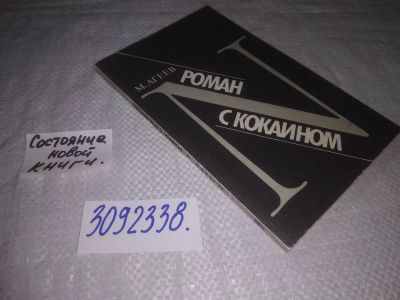 М. АГЕЕВ
РОМАН
С КОКАИНОМ
N
Состояние
новой
книги.
3092338.